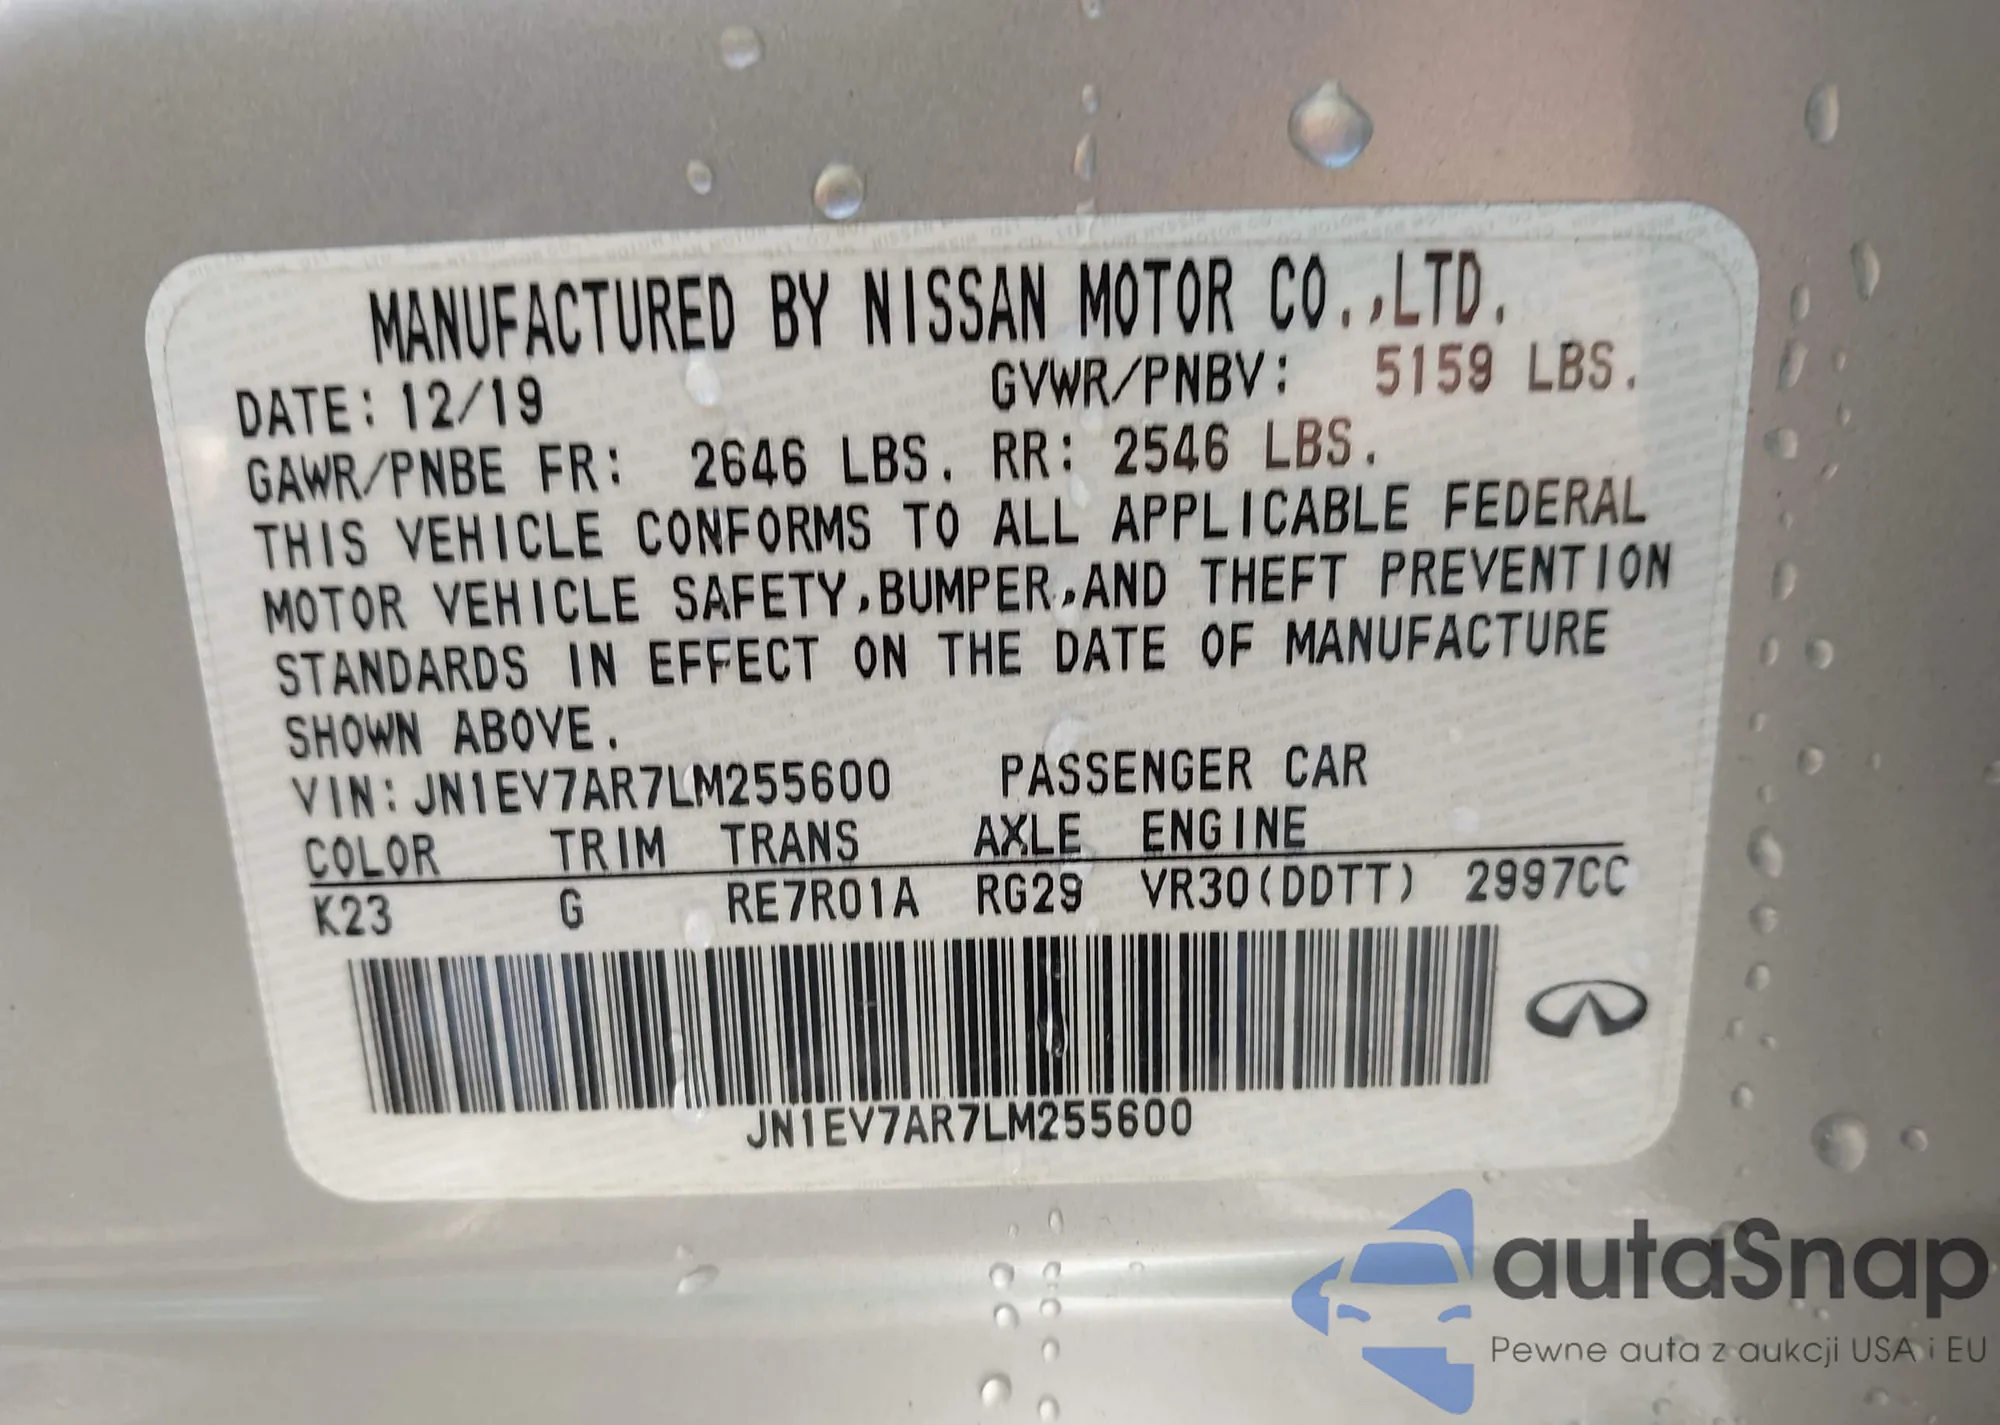 MANUFACTURED BY NISSAN MOTOR CO.,LTD.
DATE: 12/19 GVWR/PNBV: 5159 LBS.
GAWR/PNBE FR: 2646 LBS. RR: 2546 LBS.
THIS VEHICLE CONFORMS TO ALL APPLICABLE FEDERAL
MOTOR VEHICLE SAFETY,BUMPER,AND THEFT PREVENTION
STANDARDS IN EFFECT ON THE DATE OF MANUFACTURE
SHOWN ABOVE.
VIN:JN1EV7AR7LM255600 PASSENGER CAR
COLOR TRIM TRANS AXLE ENGINE
K23 G RE7R01A RG29 VR30(DDTT) 2997CC
JN1EV7AR7LM255600
autaSnap
Pewne auta z aukcji USA i EU